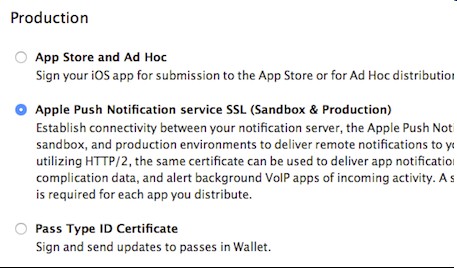 Production
App Store and Ad Hoc
Sign your iOS app for submission to the App Store or for Ad Hoc distribution
Apple Push Notification service SSL (Sandbox & Production)
Establish connectivity between your notification server, the Apple Push Not
sandbox, and production environments to deliver remote notifications to yo
utilizing HTTP/2, the same certificate can be used to deliver app notificatio
complication data, and alert background VoIP apps of incoming activity. A s
is required for each app you distribute.
Pass Type ID Certificate
Sign and send updates to passes in Wallet.